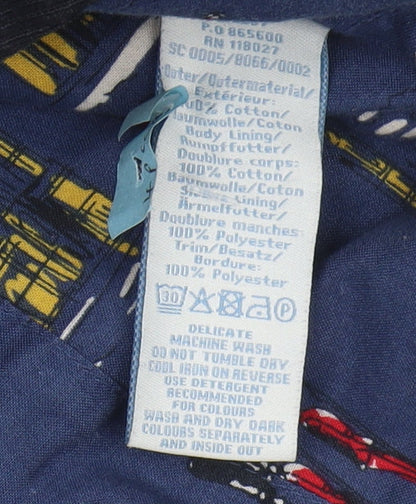 P.O 865600
RN 118027
SC 0005/8066/0002
Outer/Outermaterial/
Extérieur:
Cotton/
Baumwolle/Coton
Body Lining/
Rumpffutter/
Doublure corps:
100% Cotton/
Baumwolle/Coton
Sleeve Lining/
Ärmelfutter/
Doublure manches:
100% Polyester
Trim/Besatz/
Bordure:
100% Polyester
30 P
DELICATE
MACHINE WASH
DO NOT TUMBLE DRY
COOL IRON ON REVERSE
USE DETERGENT
RECOMMENDED
FOR COLOURS
WASH AND DRY DARK
COLOURS SEPARATELY
AND INSIDE OUT